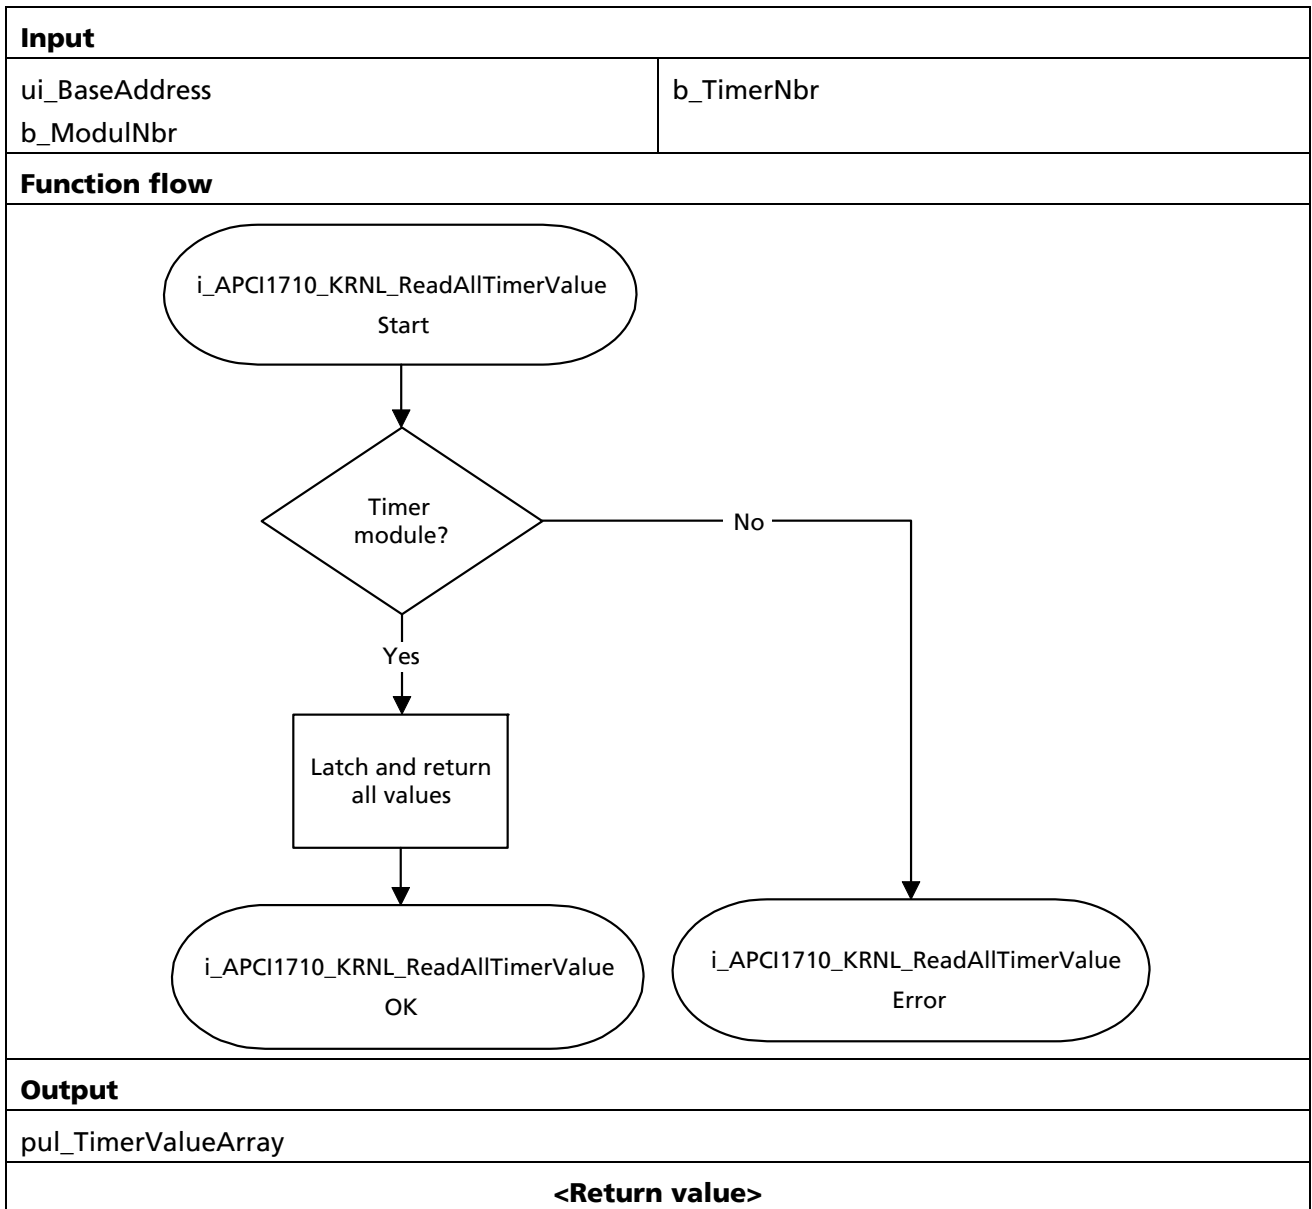 Input
ui_BaseAddress
b_ModulNbr
b_TimerNbr
Function flow
i_APCI1710_KRNL_ReadAllTimerValue
Start
Timer
module?
No
Yes
Latch and return
all values
i_APCI1710_KRNL_ReadAllTimerValue
OK
i_APCI1710_KRNL_ReadAllTimerValue
Error
Output
pul_TimerValueArray
<Return value>